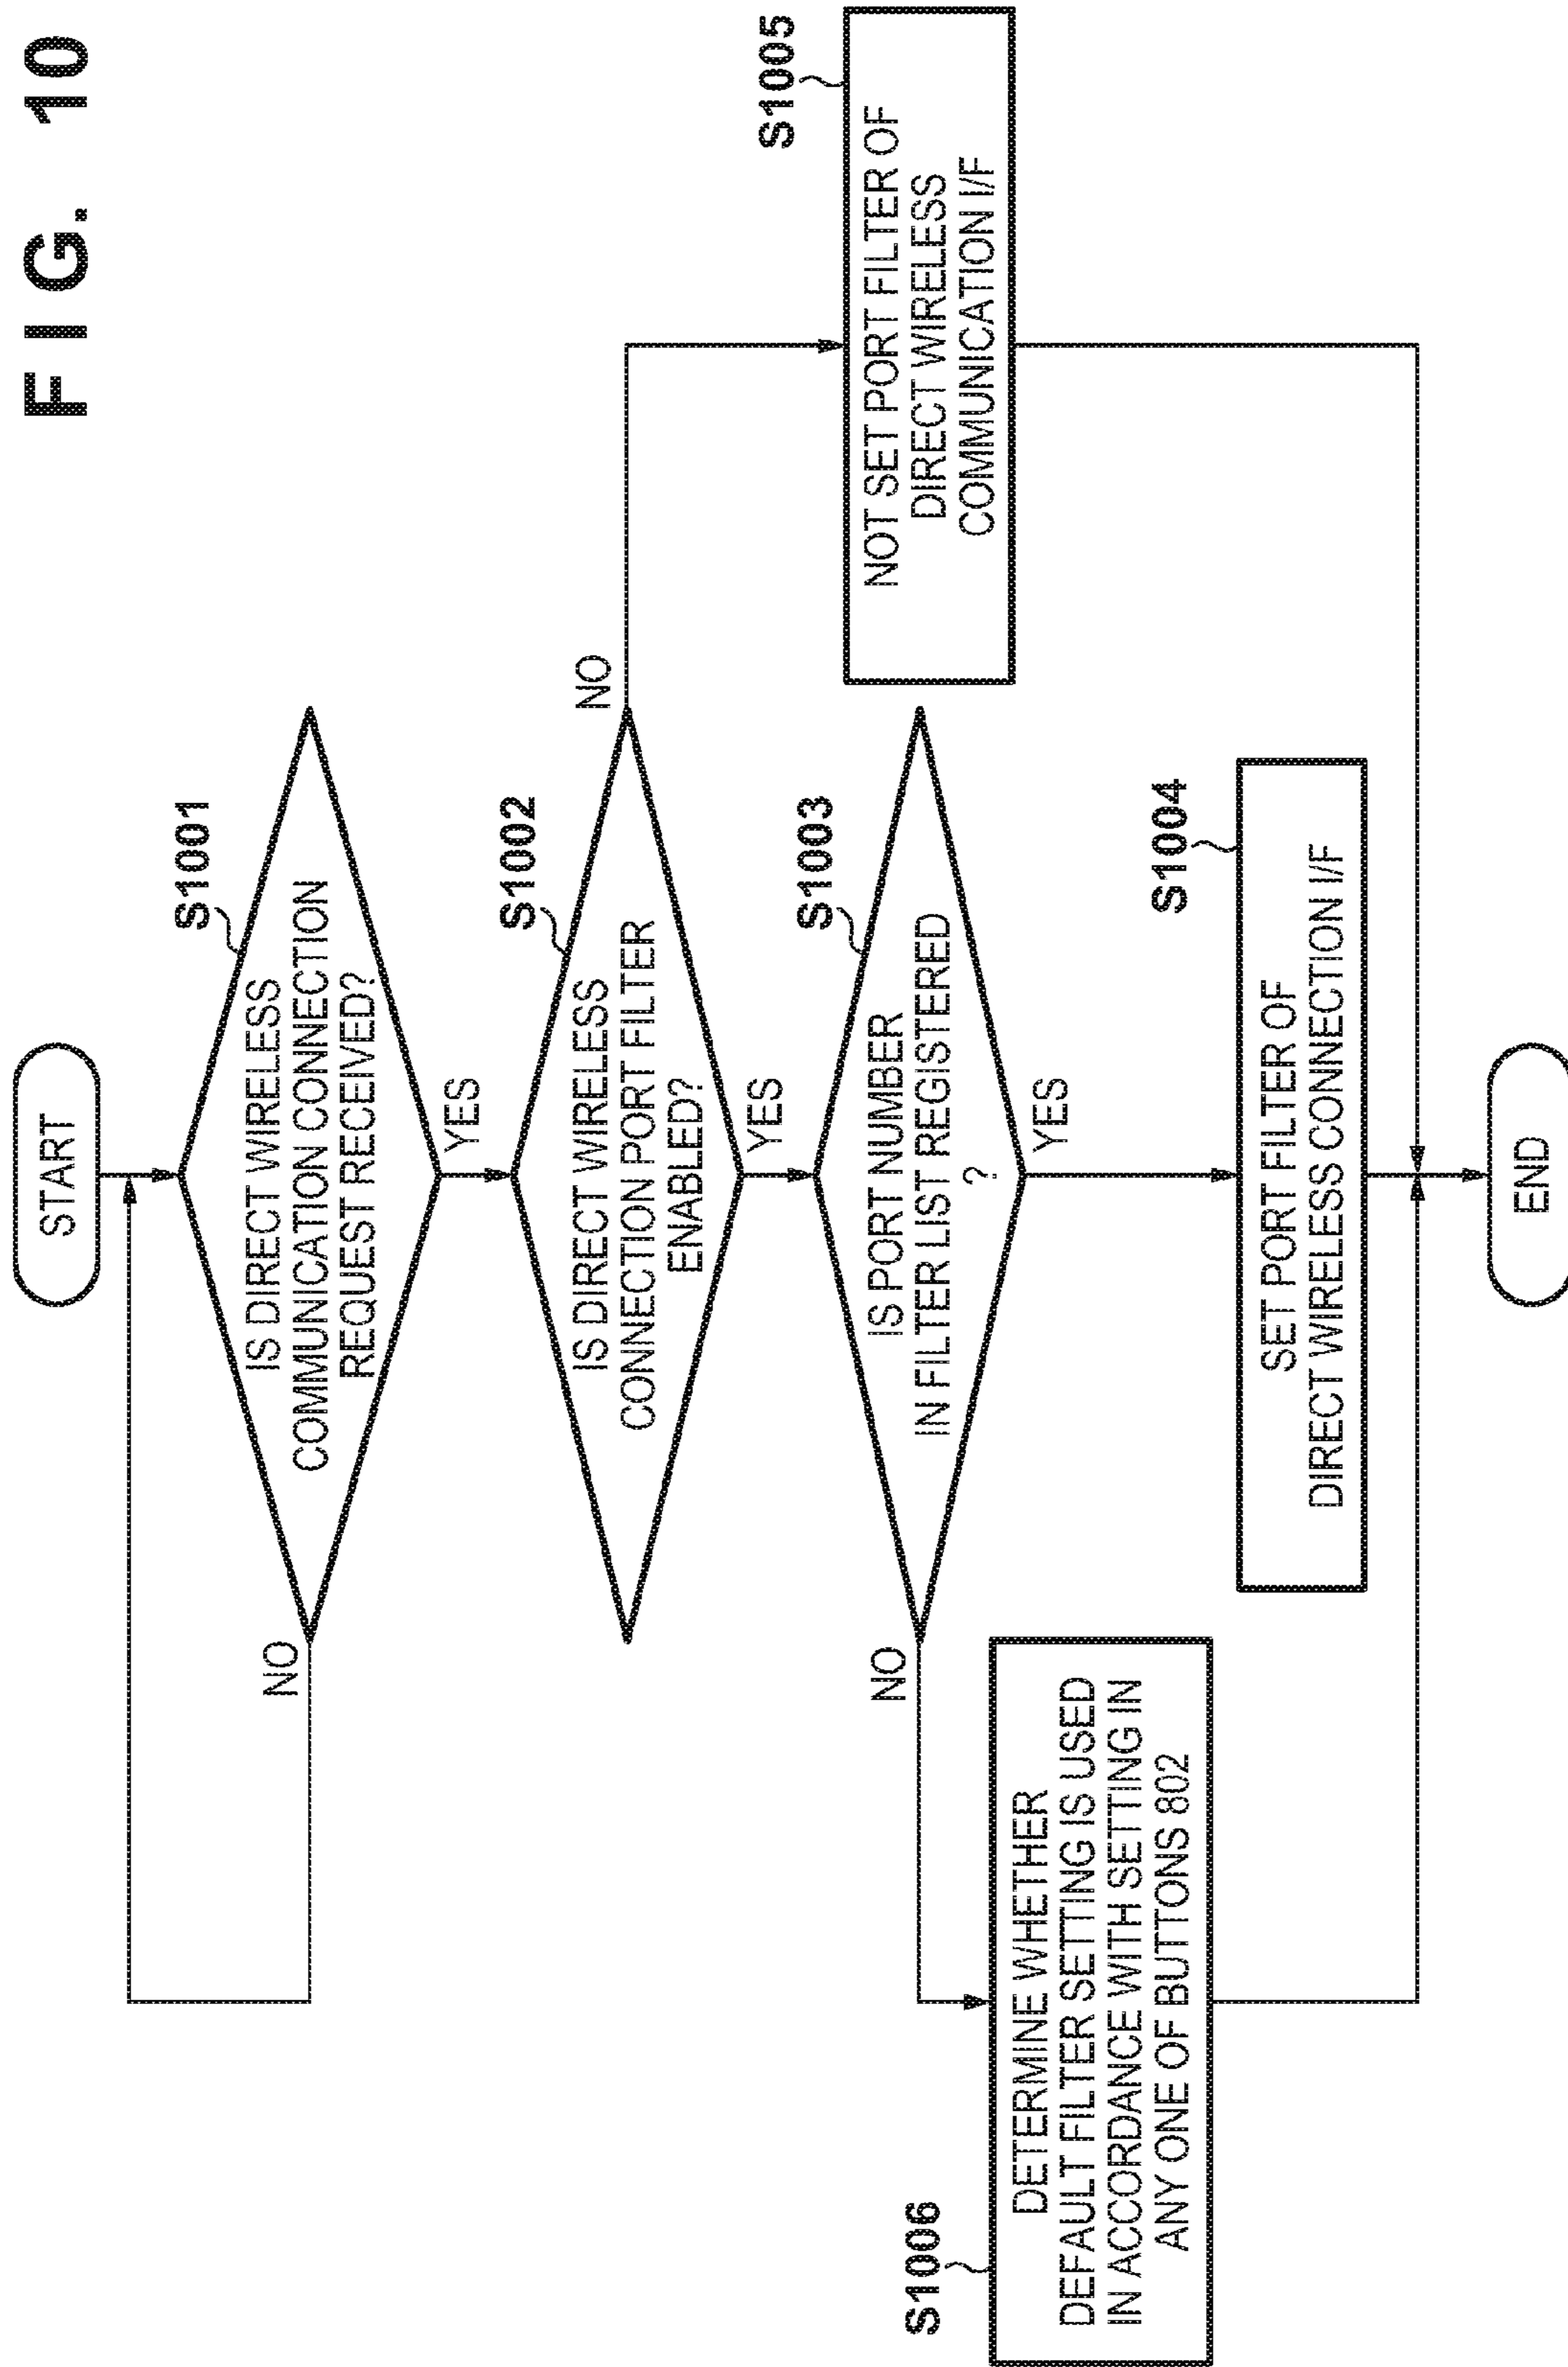 FIG. 10
START
S1001
IS DIRECT WIRELESS
COMMUNICATION CONNECTION
REQUEST RECEIVED?
NO
YES
S1002
IS DIRECT WIRELESS
CONNECTION PORT FILTER
ENABLED?
NO
YES
S1003
IS PORT NUMBER
IN FILTER LIST REGISTERED
?
NO
YES
S1005
NOT SET PORT FILTER OF
DIRECT WIRELESS
COMMUNICATION I/F
S1006
DETERMINE WHETHER
DEFAULT FILTER SETTING IS USED
IN ACCORDANCE WITH SETTING IN
ANY ONE OF BUTTONS 802
S1004
SET PORT FILTER OF
DIRECT WIRELESS CONNECTION I/F
END